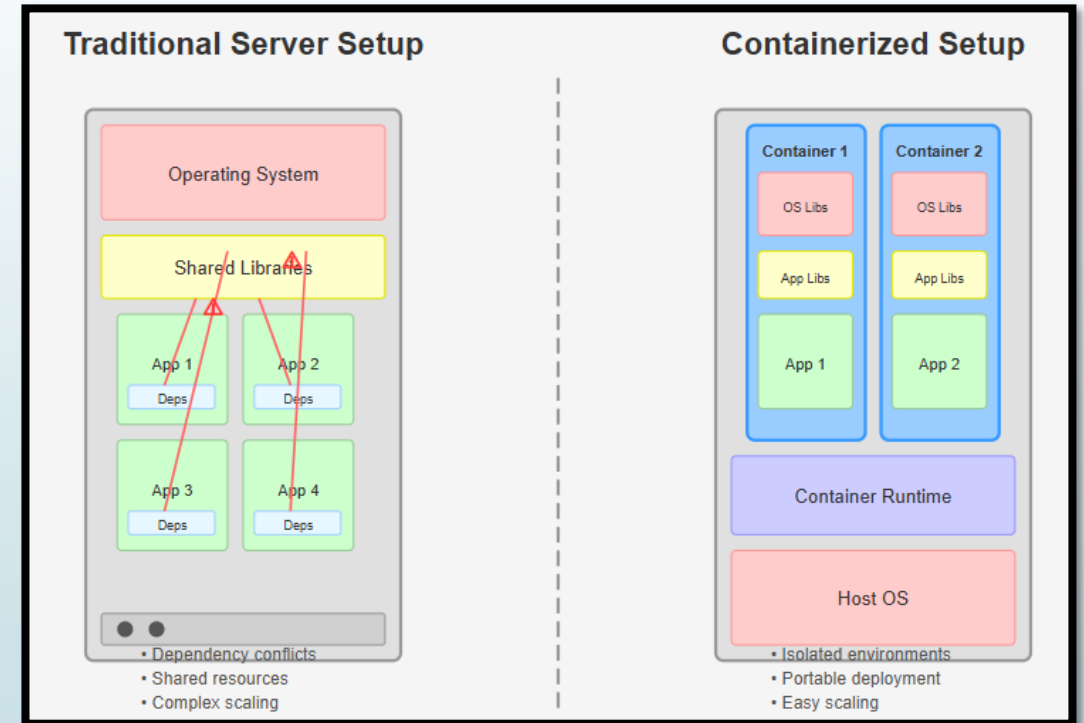 Traditional Server Setup
Operating System
Shared Libraries
App 1
Deps
App 2
Deps
App 3
Deps
App 4
Deps
• Dependency conflicts
• Shared resources
• Complex scaling
Containerized Setup
Container 1
OS Libs
App Libs
App 1
Container 2
OS Libs
App Libs
App 2
Container Runtime
Host OS
• Isolated environments
• Portable deployment
• Easy scaling